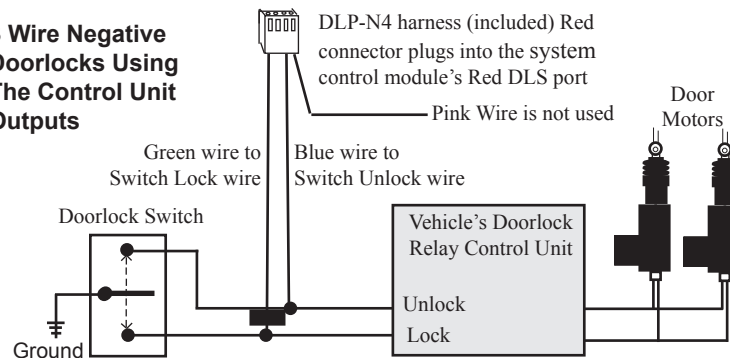 Wire Negative
Doorlocks Using
The Control Unit
Outputs
DLP-N4 harness (included) Red
connector plugs into the system
control module's Red DLS port
Pink Wire is not used
Door
Motors
Green wire to
Switch Lock wire
Blue wire to
Switch Unlock wire
Doorlock Switch
Vehicle's Doorlock
Relay Control Unit
Unlock
Lock
Ground